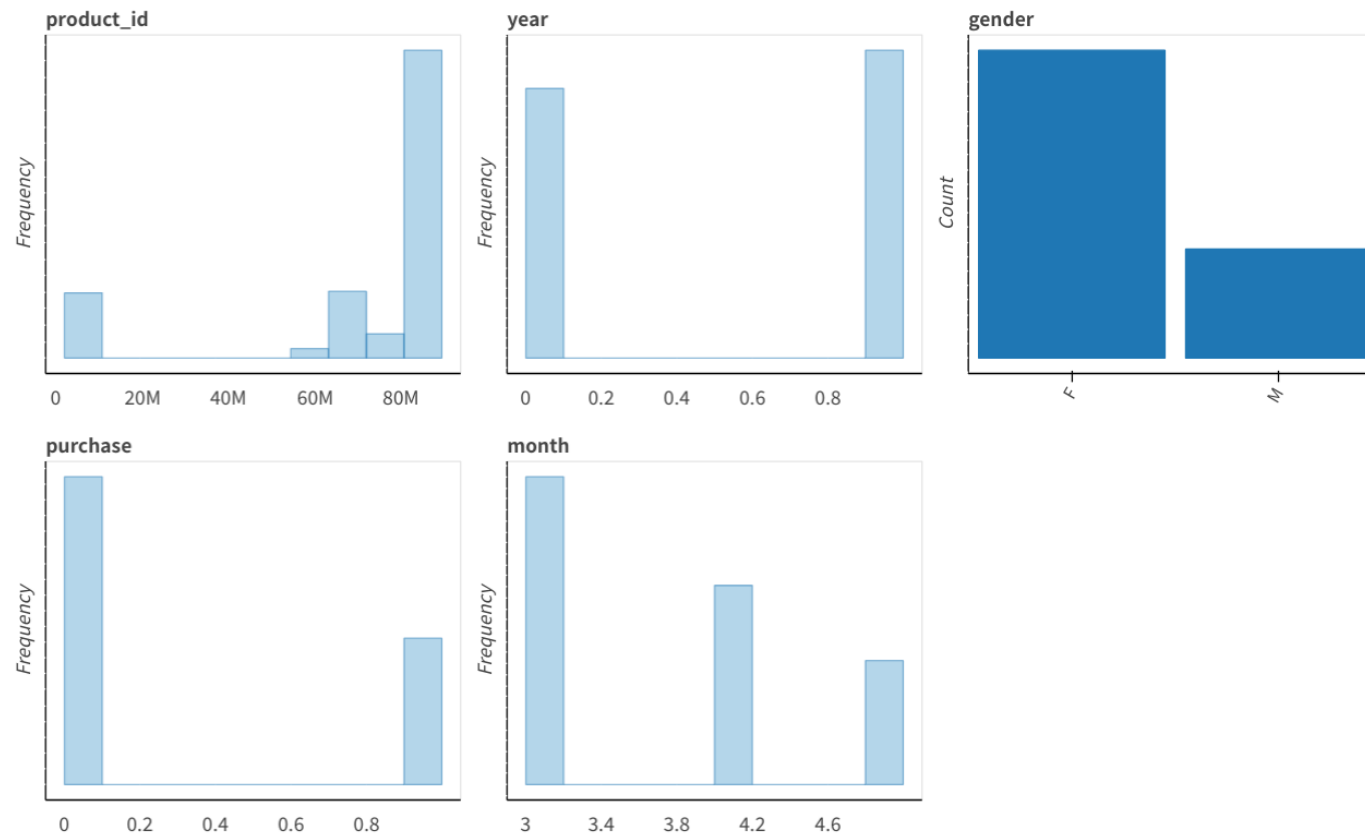 product_id
year
gender
Frequency
Frequency
Count
0 20M 40M 60M 80M
0 0.2 0.4 0.6 0.8
F M
purchase
month
Frequency
Frequency
0 0.2 0.4 0.6 0.8
3 3.4 3.8 4.2 4.6